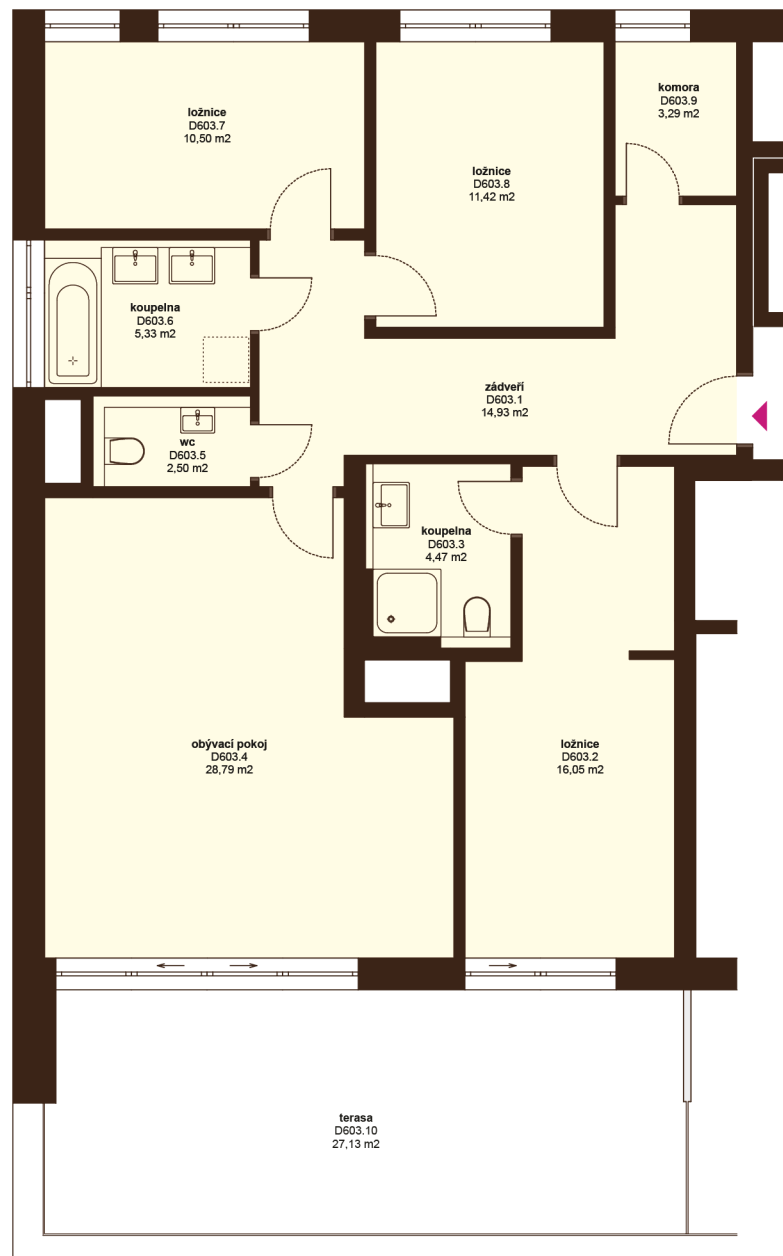 ložnice
D603.7
10,50 m2
ložnice
D603.8
11,42 m2
komora
D603.9
3,29 m2
koupelna
D603.6
5,33 m2
zádveří
D603.1
14,93 m2
wc
D603.5
2,50 m2
koupelna
D603.3
4,47 m2
obývací pokoj
D603.4
28,79 m2
ložnice
D603.2
16,05 m2
terasa
D603.10
27,13 m2